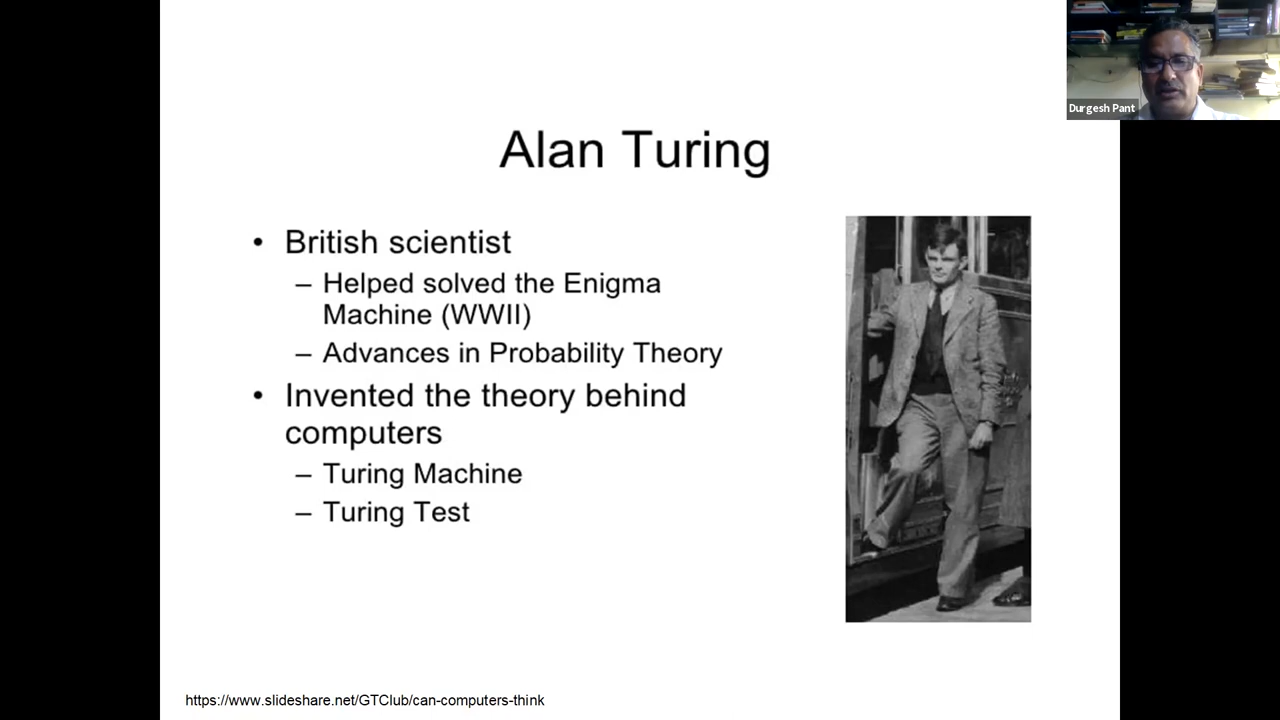 Durgesh Pant
Alan Turing
• British scientist
– Helped solved the Enigma
Machine (WWII)
– Advances in Probability Theory
• Invented the theory behind
computers
– Turing Machine
– Turing Test
https://www.slideshare.net/GTClub/can-computers-think